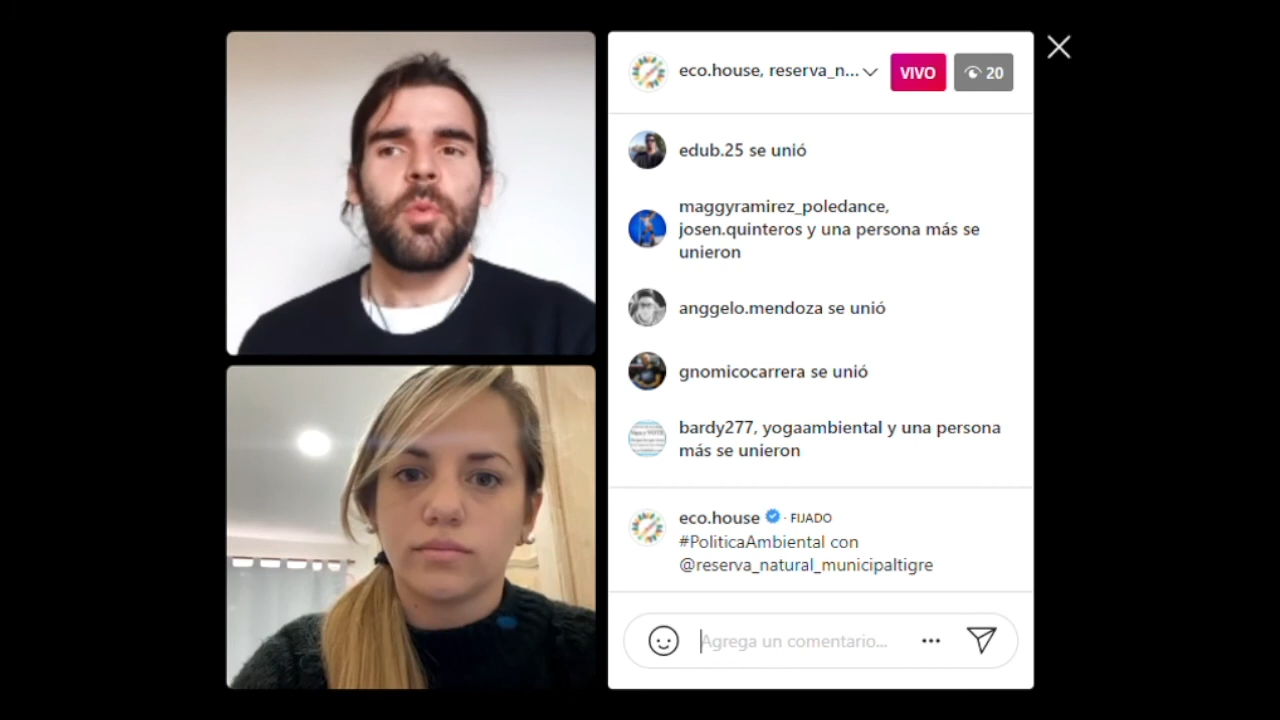 eco.house, reserva_n...
VIVO
20
edub.25 se unió
maggyramirez_poledance,
josen.quinteros y una persona más se
unieron
anggelo.mendoza se unió
gnomicocarrera se unió
bardy277, yogaambiental y una persona
más se unieron
eco.house · FIJADO
#PoliticaAmbiental con
@reserva_natural_municipaltigre
Agrega un comentario...